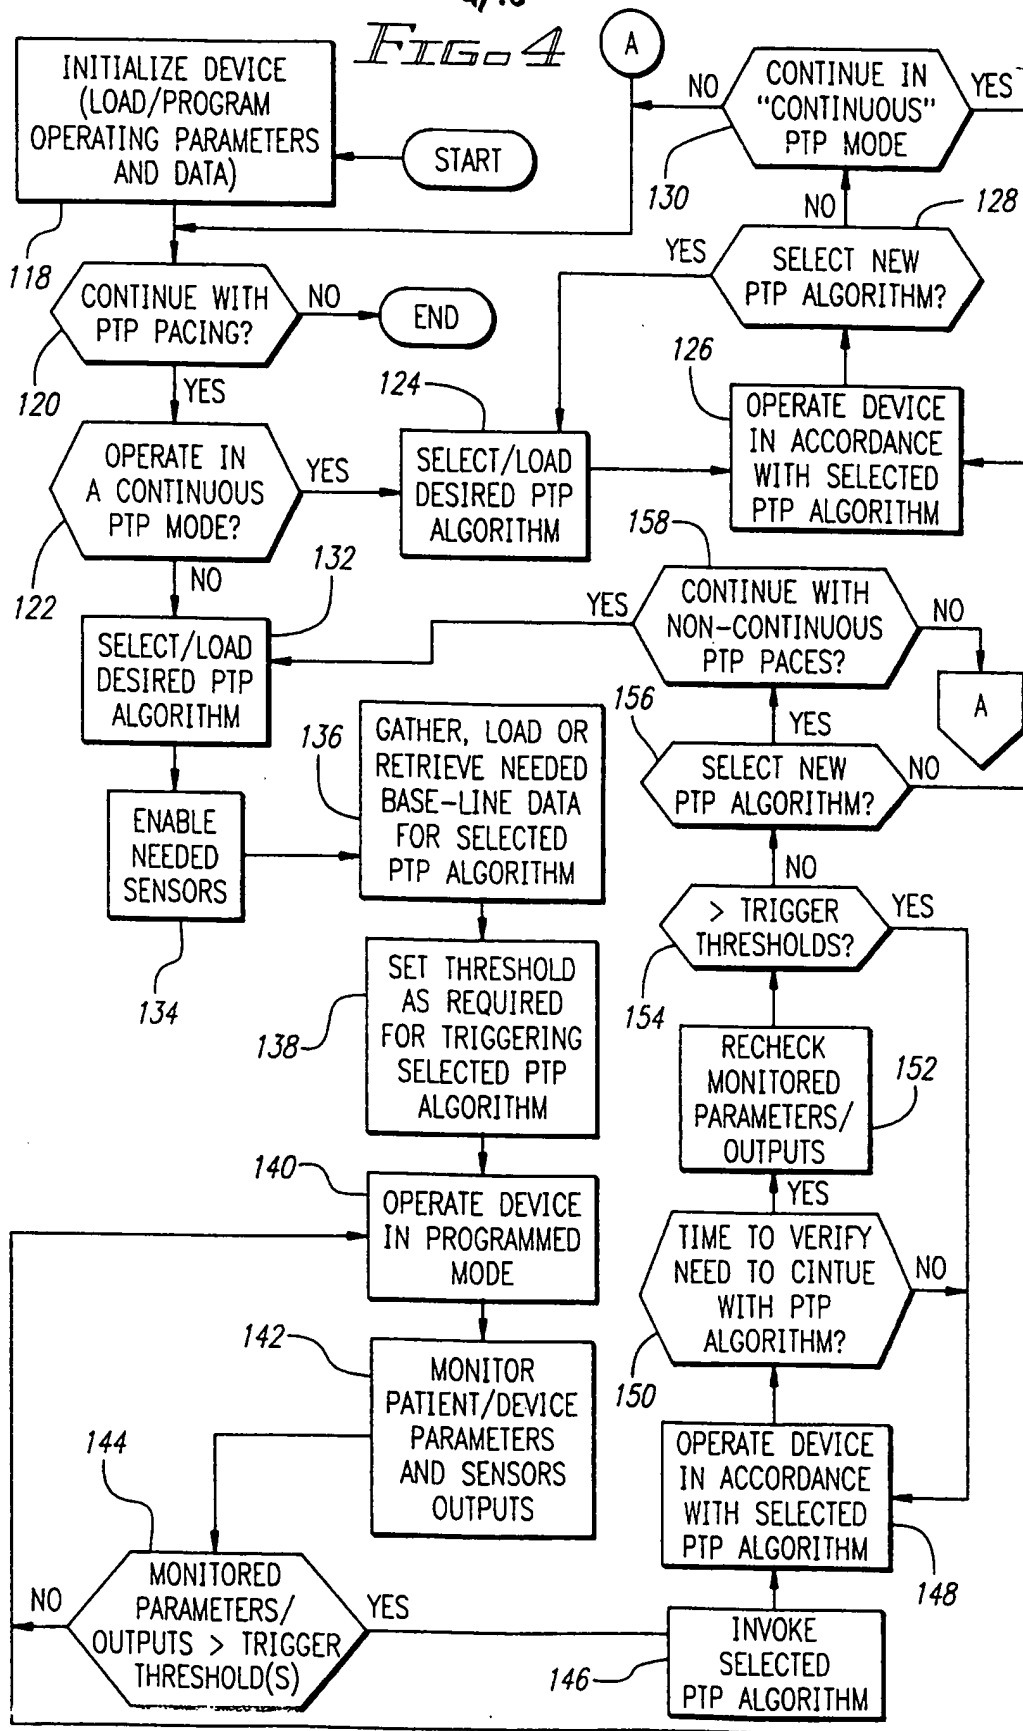 FIG. 4
A
INITIALIZE DEVICE
(LOAD/PROGRAM
OPERATING PARAMETERS
AND DATA)
START
118
CONTINUE IN
"CONTINUOUS"
PTP MODE
NO
YES
130
NO
128
SELECT NEW
PTP ALGORITHM?
YES
CONTINUE WITH
PTP PACING?
NO
END
120
YES
126
OPERATE DEVICE
IN ACCORDANCE
WITH SELECTED
PTP ALGORITHM
124
SELECT/LOAD
DESIRED PTP
ALGORITHM
OPERATE IN
A CONTINUOUS
PTP MODE?
YES
122
NO
132
SELECT/LOAD
DESIRED PTP
ALGORITHM
158
CONTINUE WITH
NON-CONTINUOUS
PTP PACES?
YES
NO
A
156
YES
SELECT NEW
PTP ALGORITHM?
NO
ENABLE
NEEDED
SENSORS
134
136
GATHER, LOAD OR
RETRIEVE NEEDED
BASE-LINE DATA
FOR SELECTED
PTP ALGORITHM
NO
> TRIGGER
THRESHOLDS?
YES
154
SET THRESHOLD
AS REQUIRED
FOR TRIGGERING
SELECTED PTP
ALGORITHM
138
RECHECK
MONITORED
PARAMETERS/
OUTPUTS
152
140
OPERATE DEVICE
IN PROGRAMMED
MODE
YES
TIME TO VERIFY
NEED TO CINTUE
WITH PTP
ALGORITHM?
NO
150
142
MONITOR
PATIENT/DEVICE
PARAMETERS
AND SENSORS
OUTPUTS
OPERATE DEVICE
IN ACCORDANCE
WITH SELECTED
PTP ALGORITHM
148
144
MONITORED
PARAMETERS/
OUTPUTS > TRIGGER
THRESHOLD(S)
NO
YES
146
INVOKE
SELECTED
PTP ALGORITHM